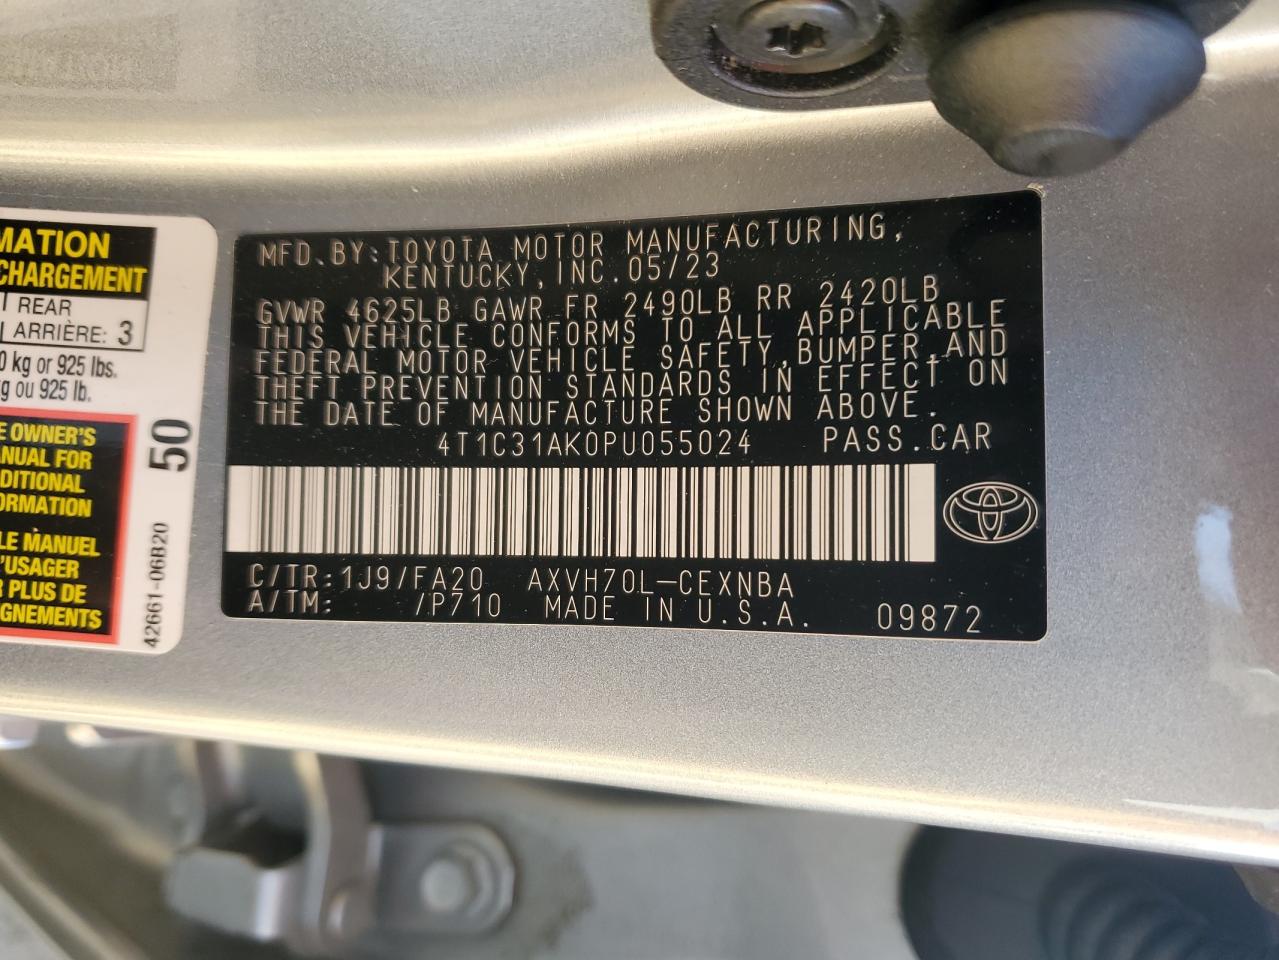 MATION
CHARGEMENT
REAR
ARRIÈRE: 3
0 kg or 925 lbs.
kg ou 925 lb.
50
E OWNER'S
ANUAL FOR
DDITIONAL
ORMATION
LE MANUEL
'USAGER
PLUS DE
GNEMENTS
42661-06B20
MFD.BY:TOYOTA MOTOR MANUFACTURING,
KENTUCKY,INC.05/23
GVWR 4625LB GAWR FR 2490LB RR 2420LB
THIS VEHICLE CONFORMS TO ALL APPLICABLE
FEDERAL MOTOR VEHICLE SAFETY,BUMPER,AND
THEFT PREVENTION STANDARDS IN EFFECT ON
THE DATE OF MANUFACTURE SHOWN ABOVE.
4T1C31AK0PU055024 PASS.CAR
C/TR:1J9/FA20 AXVH70L-CEXNBA
A/TM: /P710 MADE IN U.S.A. 09872